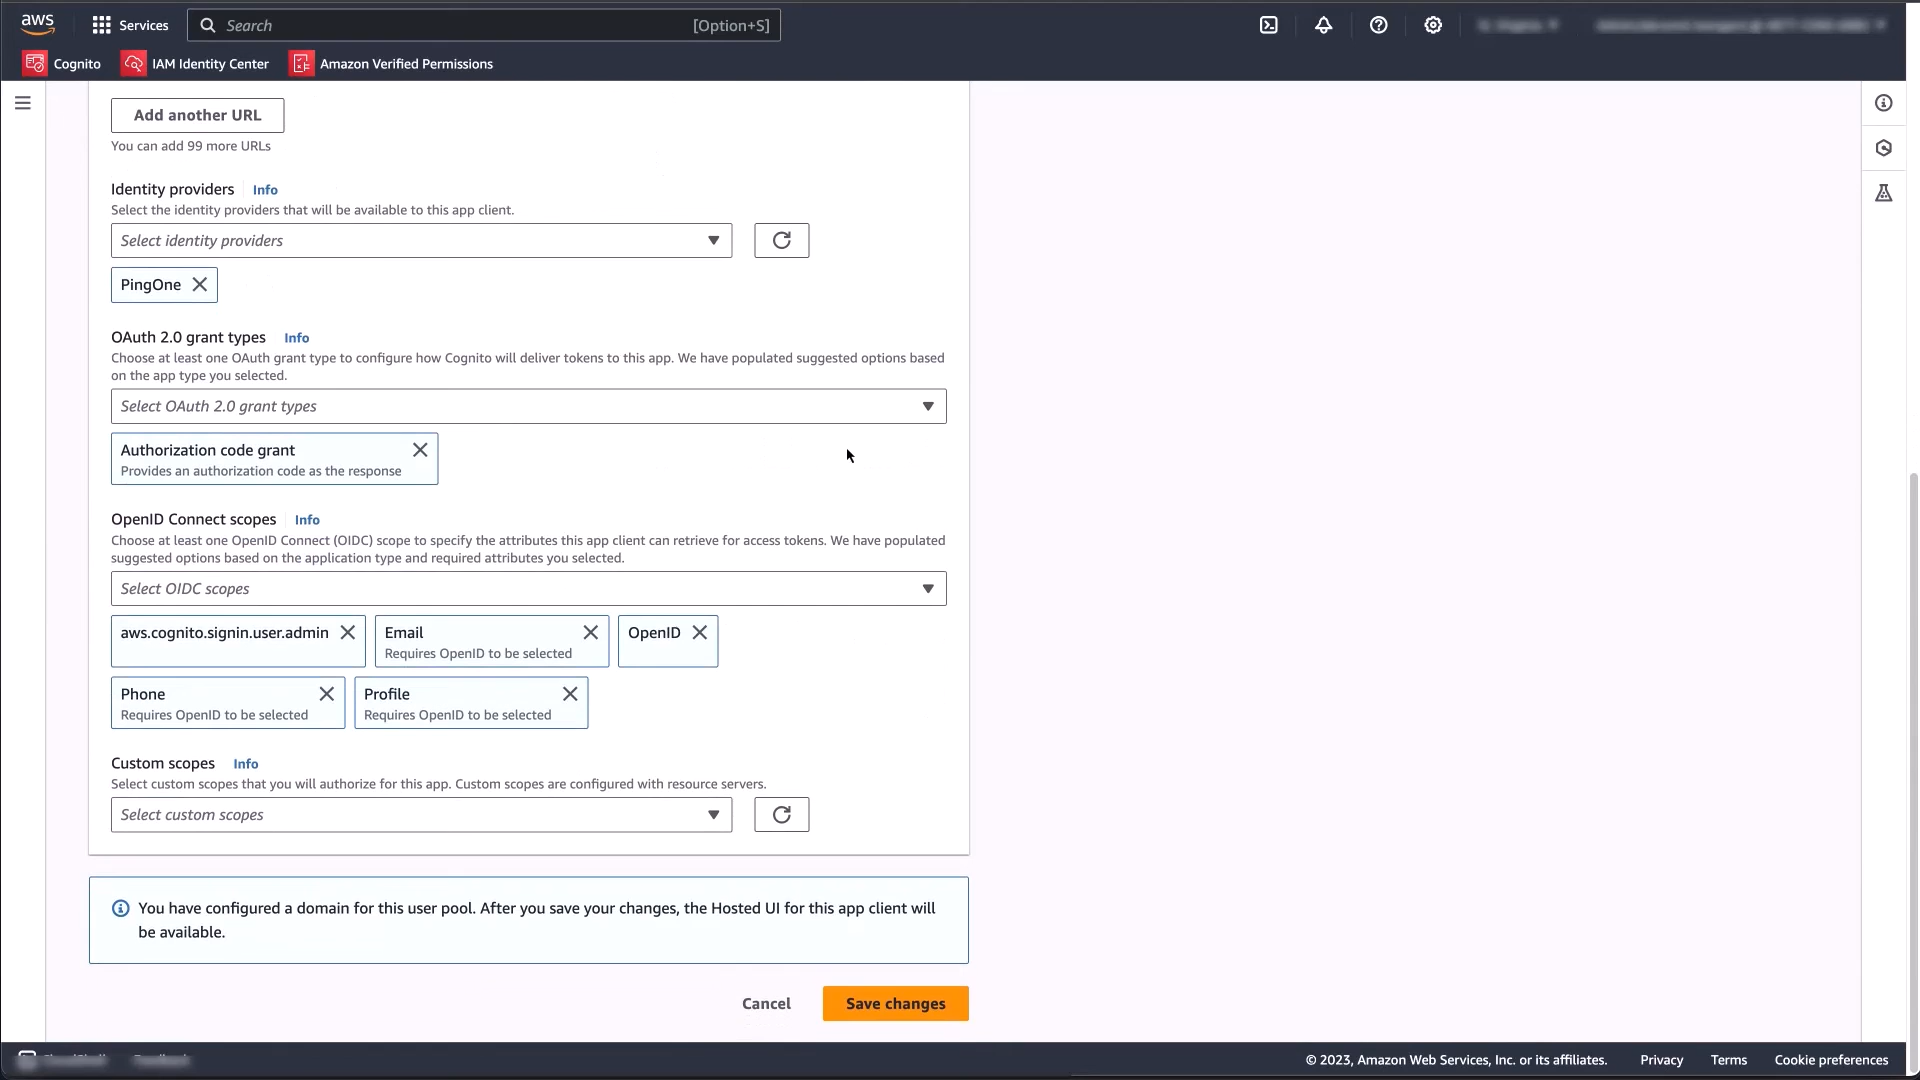 aws
Services
Search
[Option+S]
Cognito
IAM Identity Center
Amazon Verified Permissions
Add another URL
You can add 99 more URLs
Identity providers Info
Select the identity providers that will be available to this app client.
Select identity providers
PingOne
OAuth 2.0 grant types Info
Choose at least one OAuth grant type to configure how Cognito will deliver tokens to this app. We have populated suggested options based
on the app type you selected.
Select OAuth 2.0 grant types
Authorization code grant
Provides an authorization code as the response
OpenID Connect scopes Info
Choose at least one OpenID Connect (OIDC) scope to specify the attributes this app client can retrieve for access tokens. We have populated
suggested options based on the application type and required attributes you selected.
Select OIDC scopes
aws.cognito.signin.user.admin
Email
Requires OpenID to be selected
OpenID
Phone
Requires OpenID to be selected
Profile
Requires OpenID to be selected
Custom scopes Info
Select custom scopes that you will authorize for this app. Custom scopes are configured with resource servers.
Select custom scopes
You have configured a domain for this user pool. After you save your changes, the Hosted UI for this app client will
be available.
Cancel
Save changes
© 2023, Amazon Web Services, Inc. or its affiliates.
Privacy
Terms
Cookie preferences